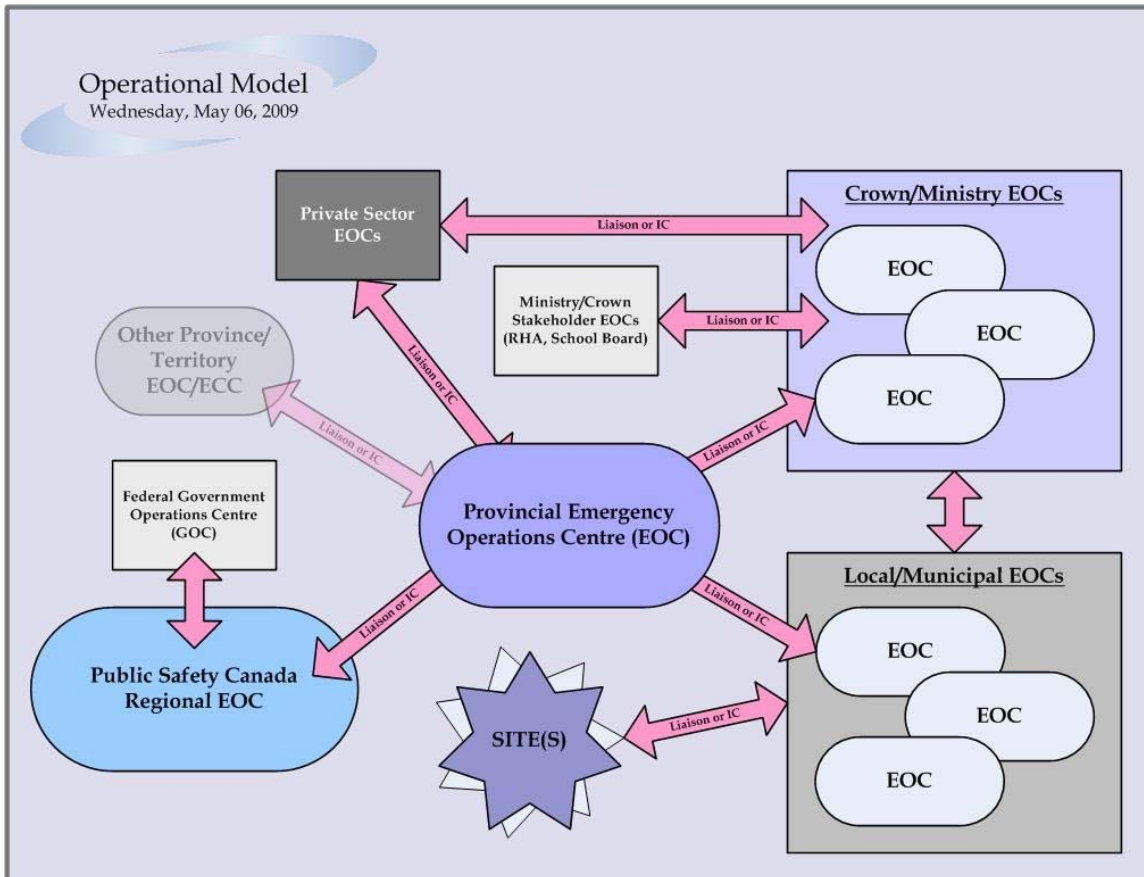 Operational Model
Wednesday, May 06, 2009
Private Sector
EOCs
Liaison or IC
Crown/Ministry EOCs
EOC
EOC
EOC
Ministry/Crown
Stakeholder EOCs
(RHA, School Board)
Liaison or IC
Other Province/
Territory
EOC/ECC
Liaison or IC
Liaison or IC
Liaison or IC
Federal Government
Operations Centre
(GOC)
Provincial Emergency
Operations Centre (EOC)
Liaison or IC
Liaison or IC
Public Safety Canada
Regional EOC
SITE(S)
Liaison or IC
Local/Municipal EOCs
EOC
EOC
EOC